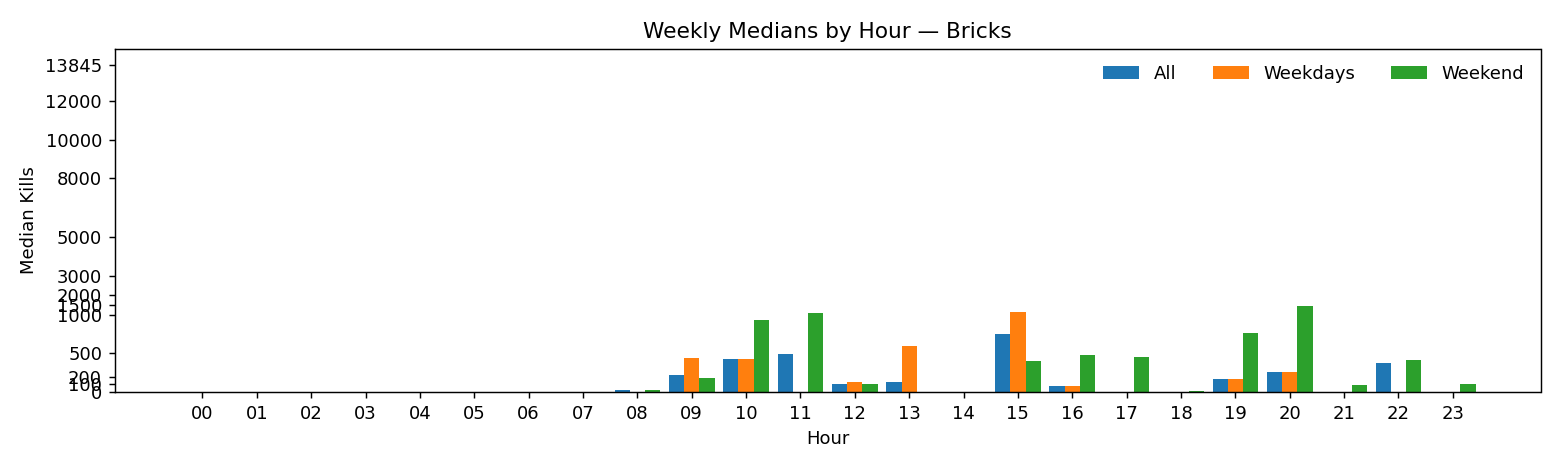 Weekly Medians by Hour — Bricks
All Weekdays Weekend
Median Kills
13845
12000
10000
8000
5000
3000
2000
1500
1000
500
200
100
0
00 01 02 03 04 05 06 07 08 09 10 11 12 13 14 15 16 17 18 19 20 21 22 23
Hour